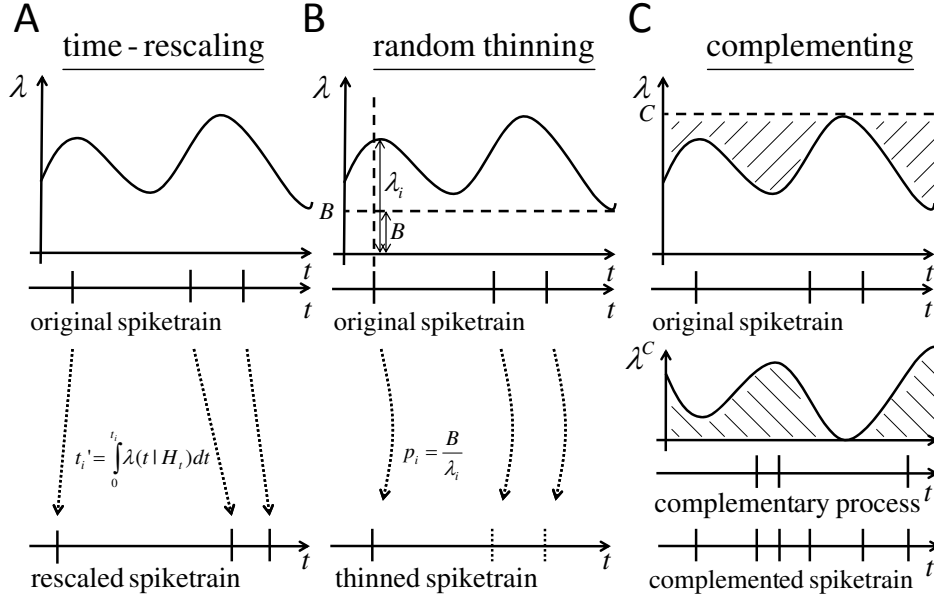 A
time - rescaling
λ
t
t
original spiketrain
t_i' = ∫_0^{t_i} λ(t | H_t)dt
t
rescaled spiketrain
B
random thinning
λ
λ_i
B
B
t
t
original spiketrain
p_i = B / λ_i
t
thinned spiketrain
C
complementing
λ
C
t
t
original spiketrain
λ^C
t
complementary process
t
complemented spiketrain